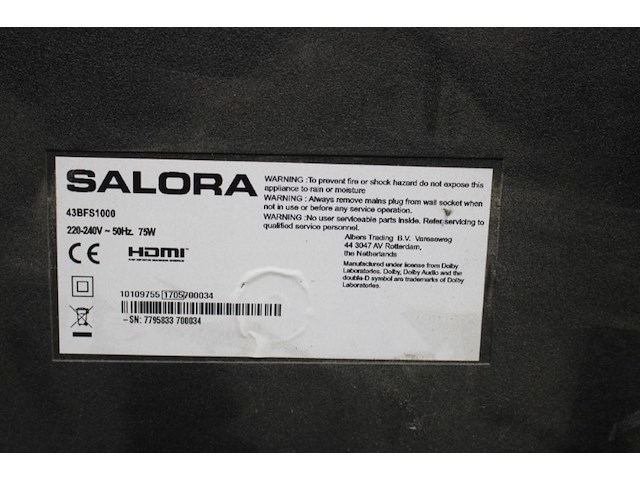 SALORA
43BFS1000
220-240V ~ 50Hz. 75W
CE HDMI
10109755 1705 700034
-SN: 7795833 700034
WARNING :To prevent fire or shock hazard do not expose this
appliance to rain or moisture
WARNING : Always remove mains plug from wall socket when
not in use or before any service operation.
WARNING :No user serviceable parts inside. Refer servicing to
qualified service personnel.
Albers Trading B.V. Vareseweg
44 3047 AV Rotterdam,
the Netherlands
Manufactured under license from Dolby
Laboratories. Dolby, Dolby Audio and the
double-D symbol are trademarks of Dolby
Laboratories.